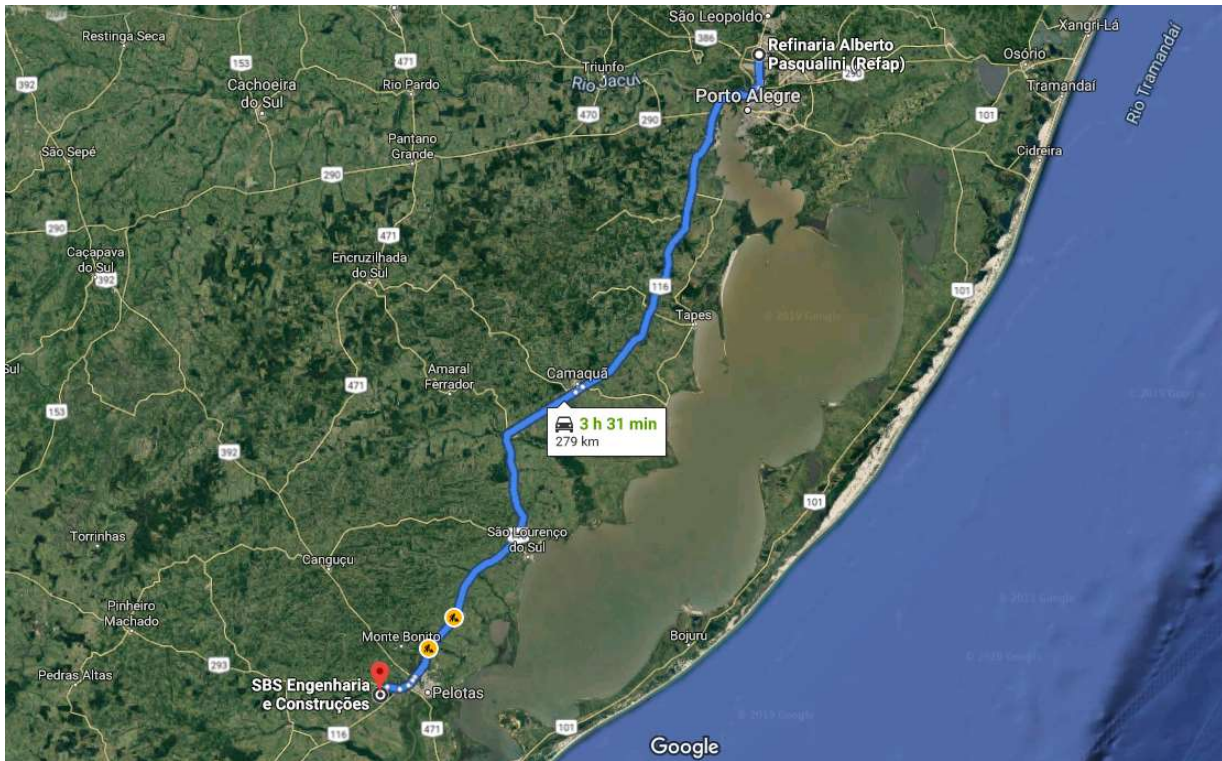 São Leopoldo
Xangri-Lá
Restinga Seca
386
Refinaria Alberto
Pasqualini (Refap)
Osório
153
471
Triunfo
290
392
Cachoeira
do Sul
Rio Pardo
Rio Jacuí
Tramandaí
Rio Tramandaí
Porto Alegre
470
290
101
Pantano
Grande
São Sepé
Cidreira
290
290
471
Caçapava
do Sul
392
Encruzilhada
do Sul
116
101
Tapes
© 2019 Google
Sul
Amaral
Ferrador
Camaquã
471
153
3 h 31 min
279 km
392
101
São Lourenço
do Sul
Torrinhas
Canguçu
Pinheiro
Machado
Monte Bonito
Bojuru
293
Pedras Altas
SBS Engenharia
e Construções
Pelotas
116
471
101
Google